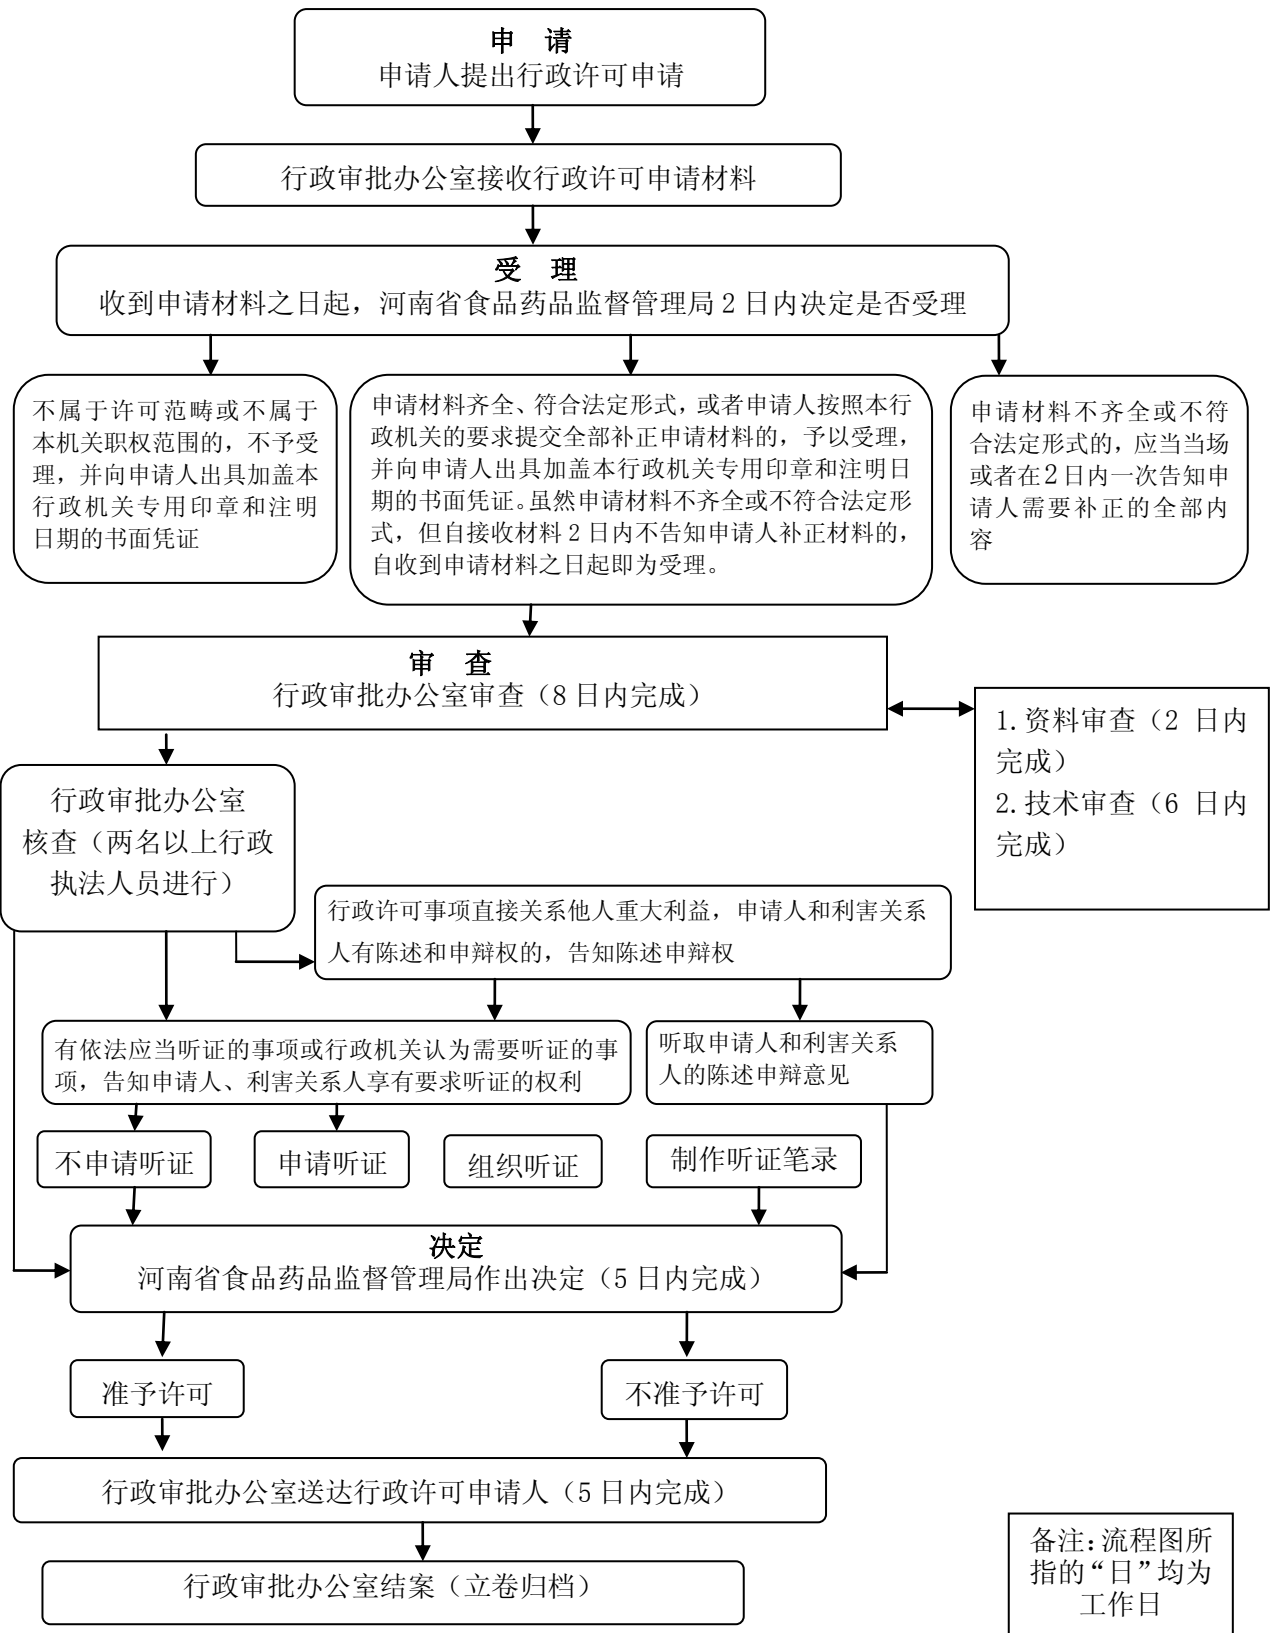 申　请
申请人提出行政许可申请
行政审批办公室接收行政许可申请材料
受　理
收到申请材料之日起，河南省食品药品监督管理局 2 日内决定是否受理
不属于许可范畴或不属于
本机关职权范围的，不予受
理，并向申请人出具加盖本
行政机关专用印章和注明
日期的书面凭证
申请材料齐全、符合法定形式，或者申请人按照本行
政机关的要求提交全部补正申请材料的，予以受理，
并向申请人出具加盖本行政机关专用印章和注明日
期的书面凭证。虽然申请材料不齐全或不符合法定形
式，但自接收材料 2 日内不告知申请人补正材料的，
自收到申请材料之日起即为受理。
申请材料不齐全或不符
合法定形式的，应当当场
或者在2日内一次告知申
请人需要补正的全部内
容
审　查
行政审批办公室审查（8 日内完成）
1.资料审查（2 日内
完成）
2.技术审查（6 日内
完成）
行政审批办公室
核查（两名以上行政
执法人员进行）
行政许可事项直接关系他人重大利益，申请人和利害关系
人有陈述和申辩权的，告知陈述申辩权
有依法应当听证的事项或行政机关认为需要听证的事
项，告知申请人、利害关系人享有要求听证的权利
听取申请人和利害关系
人的陈述申辩意见
不申请听证
申请听证
组织听证
制作听证笔录
决定
河南省食品药品监督管理局作出决定（5 日内完成）
准予许可
不准予许可
行政审批办公室送达行政许可申请人（5 日内完成）
行政审批办公室结案（立卷归档）
备注：流程图所
指的“日”均为
工作日